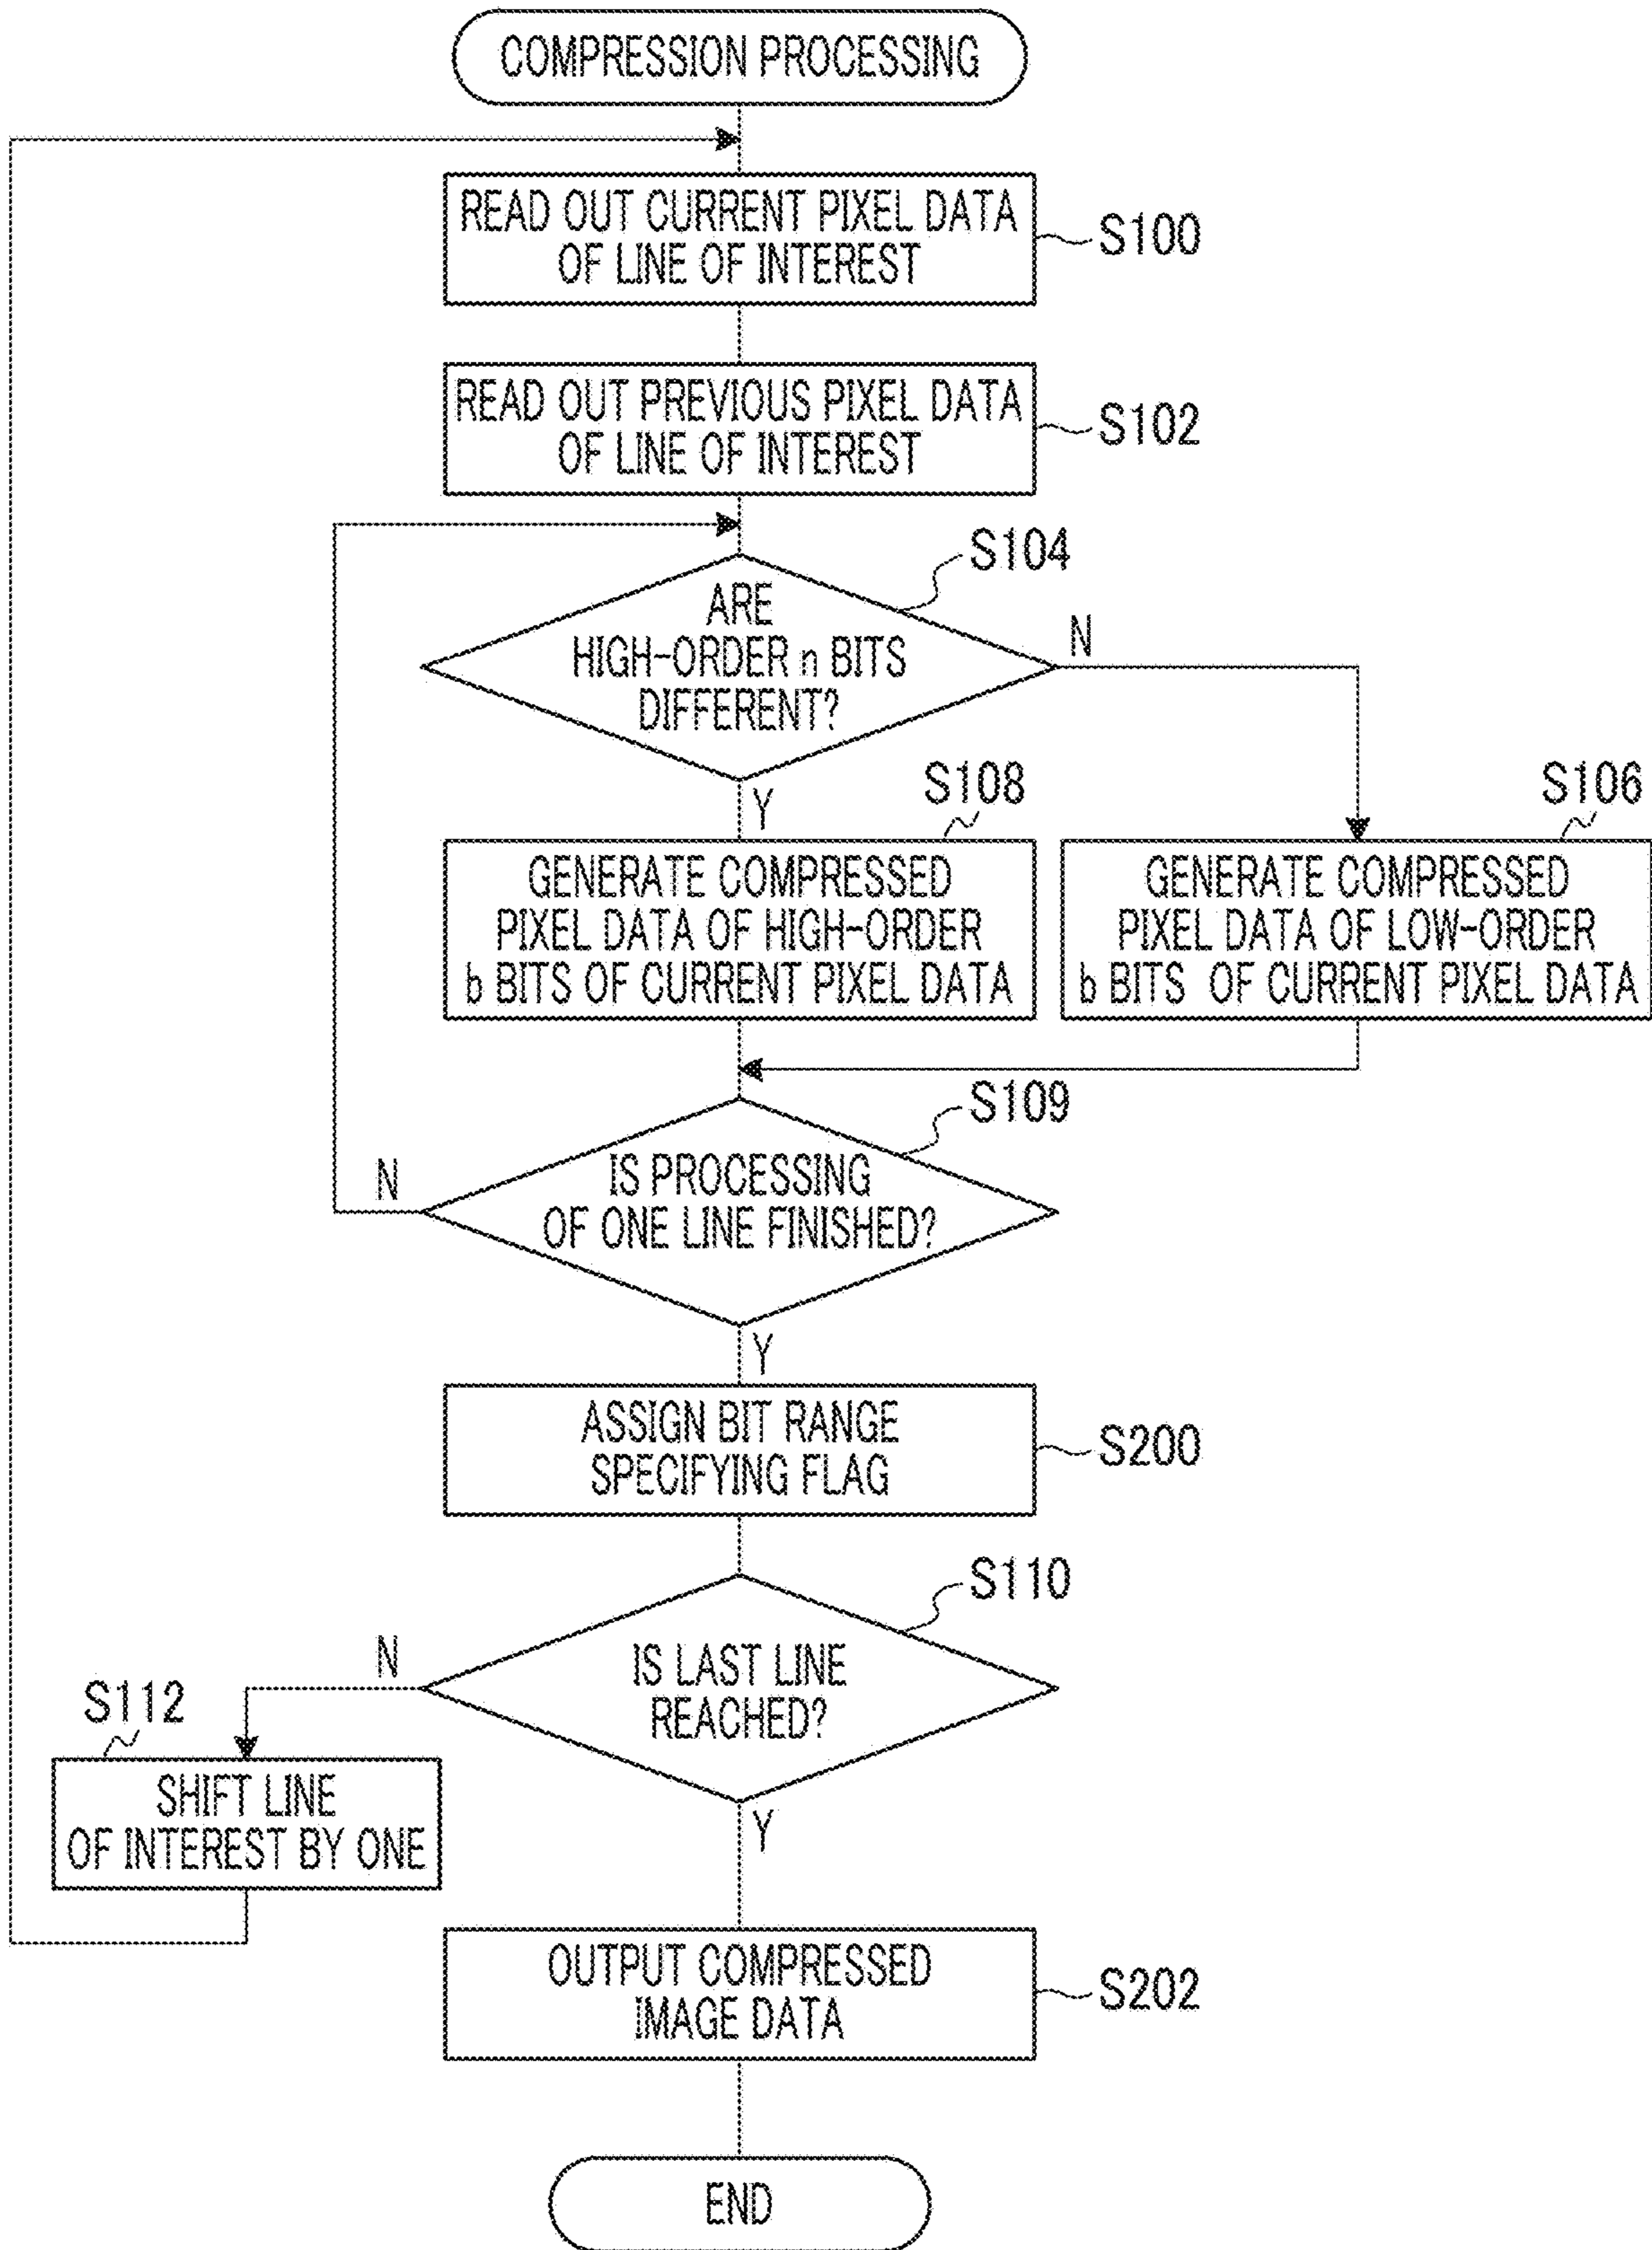 COMPRESSION PROCESSING
READ OUT CURRENT PIXEL DATA
OF LINE OF INTEREST
S100
READ OUT PREVIOUS PIXEL DATA
OF LINE OF INTEREST
S102
S104
ARE
HIGH-ORDER n BITS
DIFFERENT?
N
Y
S108
S106
GENERATE COMPRESSED
PIXEL DATA OF HIGH-ORDER
b BITS OF CURRENT PIXEL DATA
GENERATE COMPRESSED
PIXEL DATA OF LOW-ORDER
b BITS OF CURRENT PIXEL DATA
S109
IS PROCESSING
OF ONE LINE FINISHED?
N
Y
ASSIGN BIT RANGE
SPECIFYING FLAG
S200
S110
IS LAST LINE
REACHED?
N
Y
S112
SHIFT LINE
OF INTEREST BY ONE
OUTPUT COMPRESSED
IMAGE DATA
S202
END